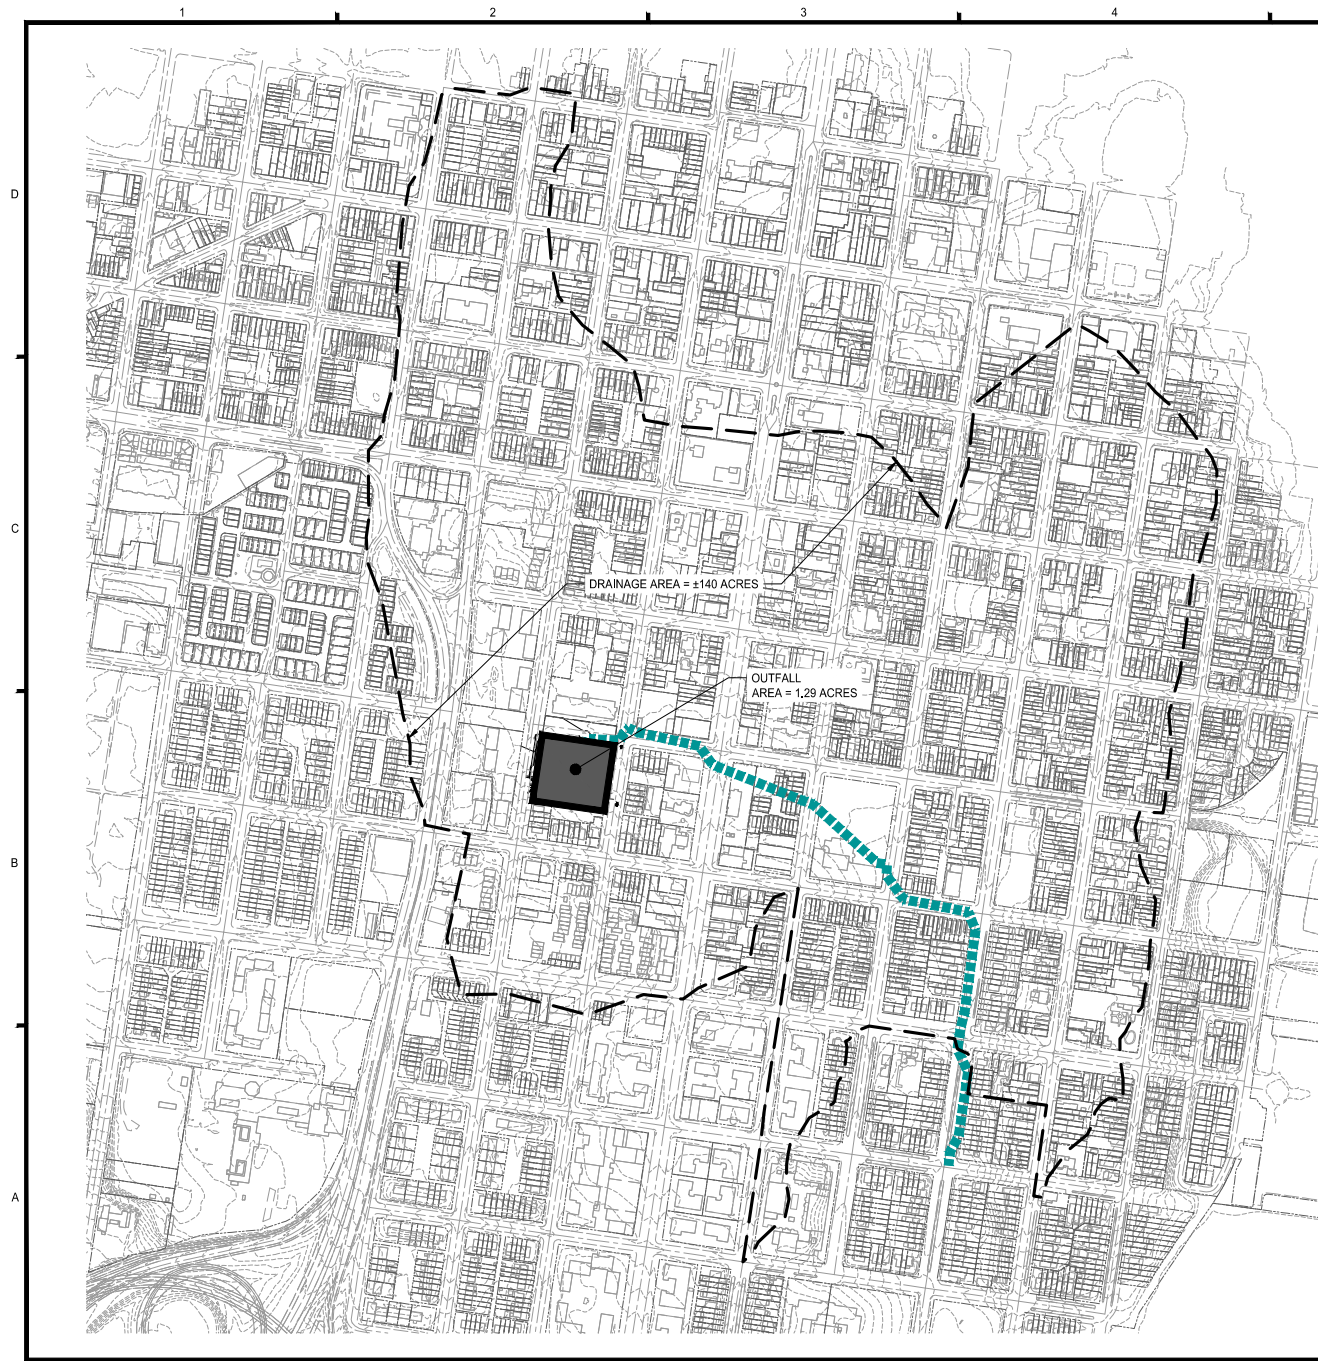 1 2 3 4
D
C
DRAINAGE AREA = ±140 ACRES
OUTFALL
AREA = 1.29 ACRES
B
A